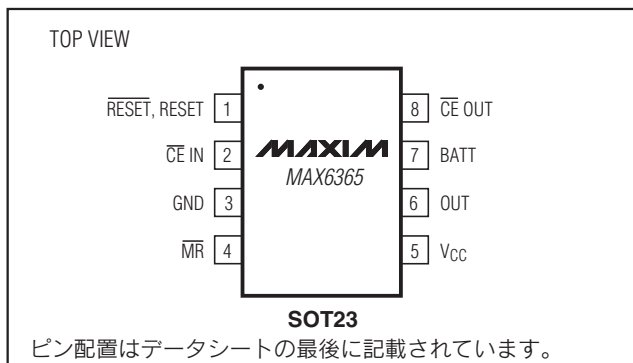 TOP VIEW
RESET, RESET 1
8 CE OUT
CE IN 2
MAXIM
7 BATT
MAX6365
GND 3
6 OUT
MR 4
5 VCC
SOT23
ピン配置はデータシートの最後に記載されています。